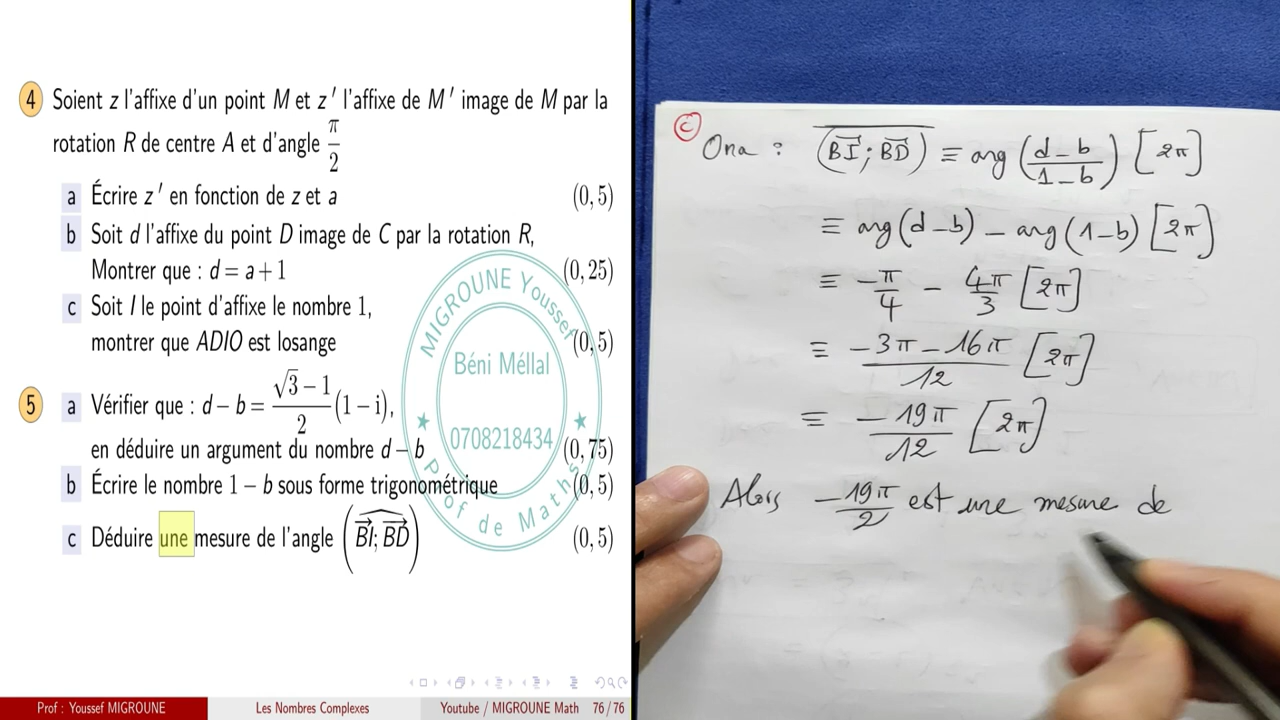 4 Soient z l'affixe d'un point M et z′ l'affixe de M′ image de M par la
rotation R de centre A et d'angle π/2
a Écrire z′ en fonction de z et a (0,5)
b Soit d l'affixe du point D image de C par la rotation R,
Montrer que : d = a + 1 (0,25)
c Soit I le point d'affixe le nombre 1,
montrer que ADIO est losange (0,5)
5 a Vérifier que : d − b = (√3 − 1)/2 (1 − i),
en déduire un argument du nombre d − b (0,75)
b Écrire le nombre 1 − b sous forme trigonométrique (0,5)
c Déduire une mesure de l'angle (BI; BD) (0,5)
MIGROUNE Youssef
Béni Méllal
0708218434
Prof de Maths
Prof : Youssef MIGROUNE Les Nombres Complexes Youtube / MIGROUNE Math 76/76
c Ona : (BI; BD) ≡ arg((d-b)/(1-b)) [2π]
≡ arg(d-b) - arg(1-b) [2π]
≡ -π/4 - 4π/3 [2π]
≡ (-3π - 16π)/12 [2π]
≡ -19π/12 [2π]
Alors -19π/2 est une mesure de